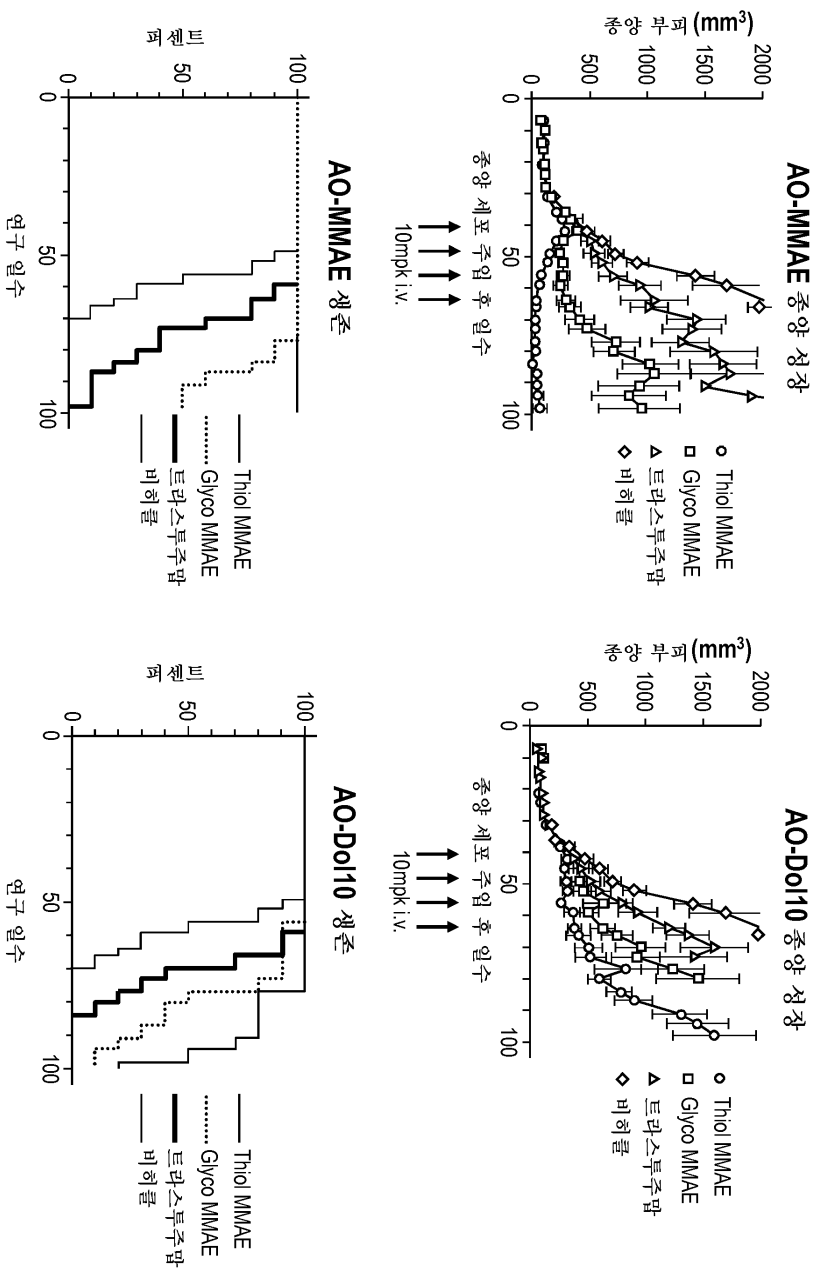 AO-MMAE 종양 성장
종양 부피 (mm³)
2000
1500
1000
500
0
0
50
100
종양 세포 주입 후 일수
10mpk i.v.
Thiol MMAE
Glyco MMAE
트라스투주맙
비히클
AO-Dol10 종양 성장
종양 부피 (mm³)
2000
1500
1000
500
0
0
50
100
종양 세포 주입 후 일수
10mpk i.v.
Thiol MMAE
Glyco MMAE
트라스투주맙
비히클
AO-MMAE 생존
퍼센트
100
50
0
0
50
100
연구 일수
Thiol MMAE
Glyco MMAE
트라스투주맙
비히클
AO-Dol10 생존
퍼센트
100
50
0
0
50
100
연구 일수
Thiol MMAE
Glyco MMAE
트라스투주맙
비히클